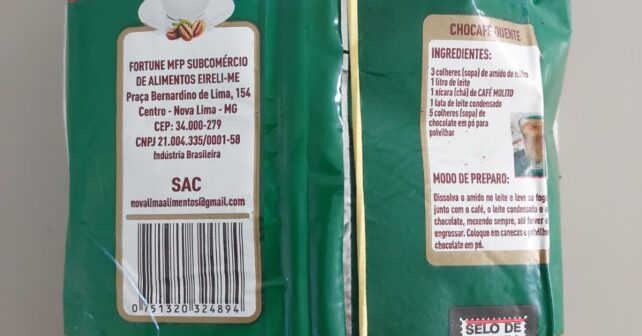 FORTUNE MFP SUBCOMÉRCIO
DE ALIMENTOS EIRELI-ME
Praça Bernardino de Lima, 154
Centro - Nova Lima - MG
CEP: 34.000-279
CNPJ 21.004.335/0001-58
Indústria Brasileira
SAC
novalimaalimentos@gmail.com
0 751320 324894
CHOCAFÉ QUENTE
INGREDIENTES:
3 colheres (sopa) de amido de
1 litro de leite
1 xícara (chá) de CAFÉ MOLITO
1 lata de leite condensado
5 colheres (sopa) de
chocolate em pó para
polvilhar
MODO DE PREPARO:
Dissolva o amido no leite e leve ao fog
junto com o café, o leite condensado e o
chocolate, mexendo sempre, até ferver e
engrossar. Coloque em canecas e
chocolate em pó.
SELO DE